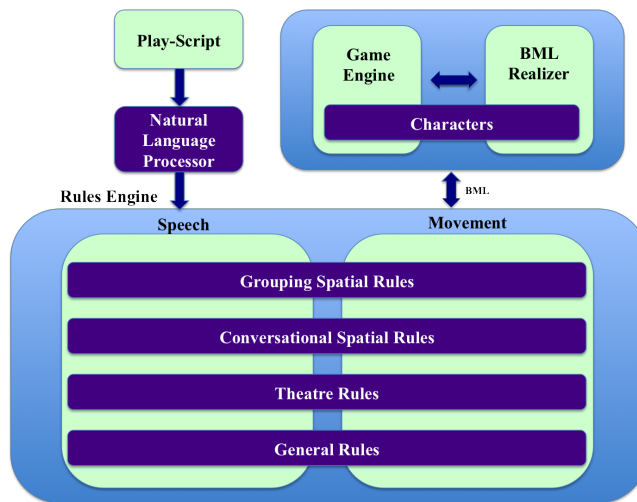 Play-Script
Game
Engine
BML
Realizer
Natural
Language
Processor
Characters
Rules Engine
BML
Speech
Movement
Grouping Spatial Rules
Conversational Spatial Rules
Theatre Rules
General Rules